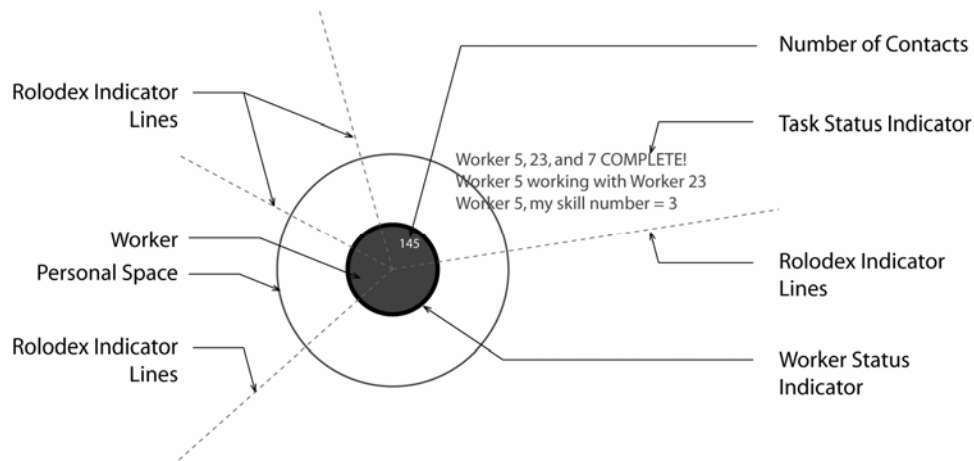 Number of Contacts
Rolodex Indicator
Lines
Task Status Indicator
Worker 5, 23, and 7 COMPLETE!
Worker 5 working with Worker 23
Worker 5, my skill number = 3
Worker
145
Personal Space
Rolodex Indicator
Lines
Rolodex Indicator
Lines
Worker Status
Indicator